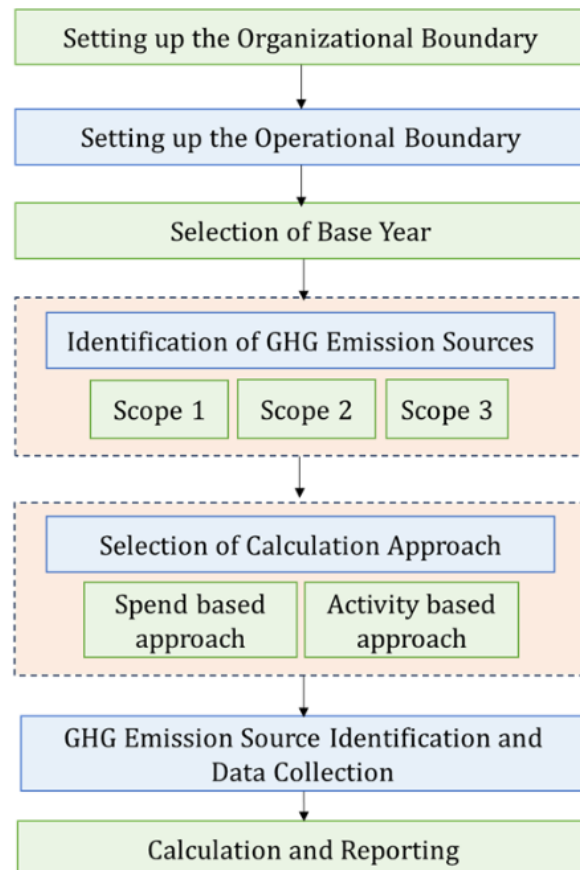 Setting up the Organizational Boundary
Setting up the Operational Boundary
Selection of Base Year
Identification of GHG Emission Sources
Scope 1
Scope 2
Scope 3
Selection of Calculation Approach
Spend based
approach
Activity based
approach
GHG Emission Source Identification and
Data Collection
Calculation and Reporting